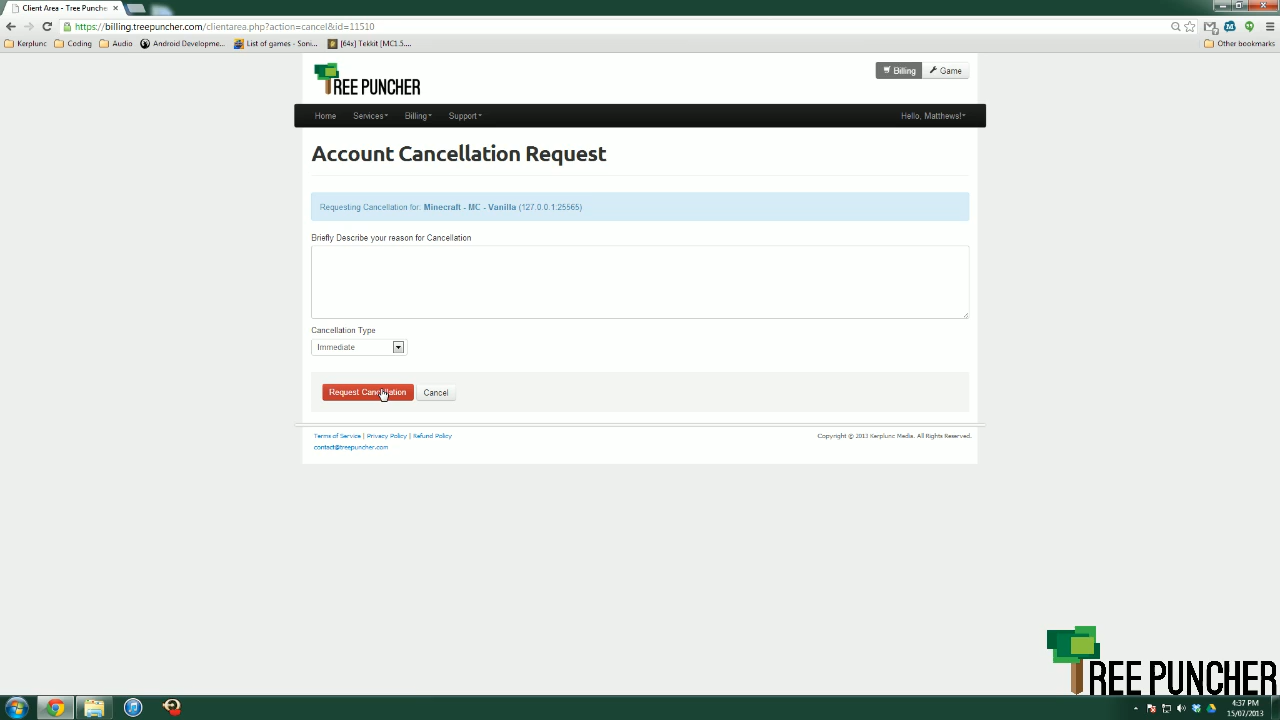 Client Area - Tree Punche
https://billing.treepuncher.com/clientarea.php?action=cancel&id=11510
Kerplunc Coding Audio Android Developme... List of games - Soni... [64x] Tekkit [MC1.5.... Other bookmarks
TREE PUNCHER
Billing Game
Home Services Billing Support Hello, Matthews!
Account Cancellation Request
Requesting Cancellation for: Minecraft - MC - Vanilla (127.0.0.1:25565)
Briefly Describe your reason for Cancellation
Cancellation Type
Immediate
Request Cancellation Cancel
Terms of Service | Privacy Policy | Refund Policy
Copyright © 2013 Kerplunc Media. All Rights Reserved.
contact@treepuncher.com
TREE PUNCHER
4:37 PM
15/07/2013